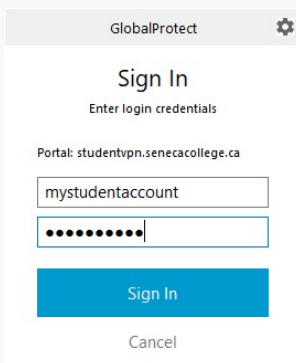 GlobalProtect
Sign In
Enter login credentials
Portal: studentvpn.senecacollege.ca
mystudentaccount
●●●●●●●●●●
Sign In
Cancel